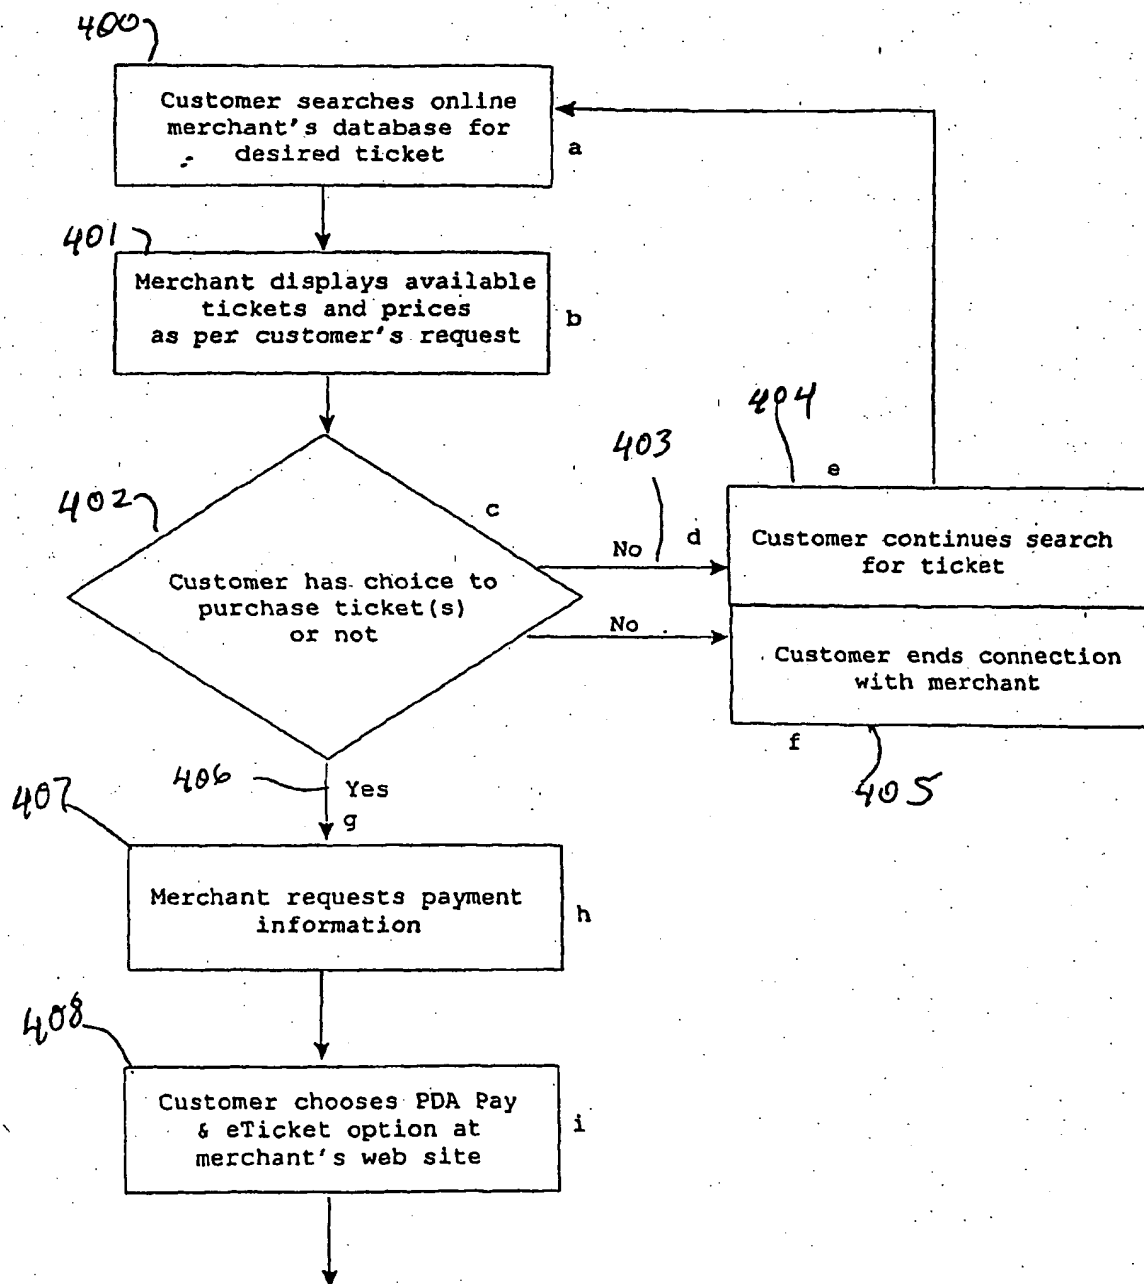 400
Customer searches online
merchant's database for
desired ticket
a
401
Merchant displays available
tickets and prices
as per customer's request
b
402
c
Customer has choice to
purchase ticket(s)
or not
403
No
d
404
e
Customer continues search
for ticket
No
Customer ends connection
with merchant
f
405
406
Yes
g
407
Merchant requests payment
information
h
408
Customer chooses PDA Pay
& eTicket option at
merchant's web site
i